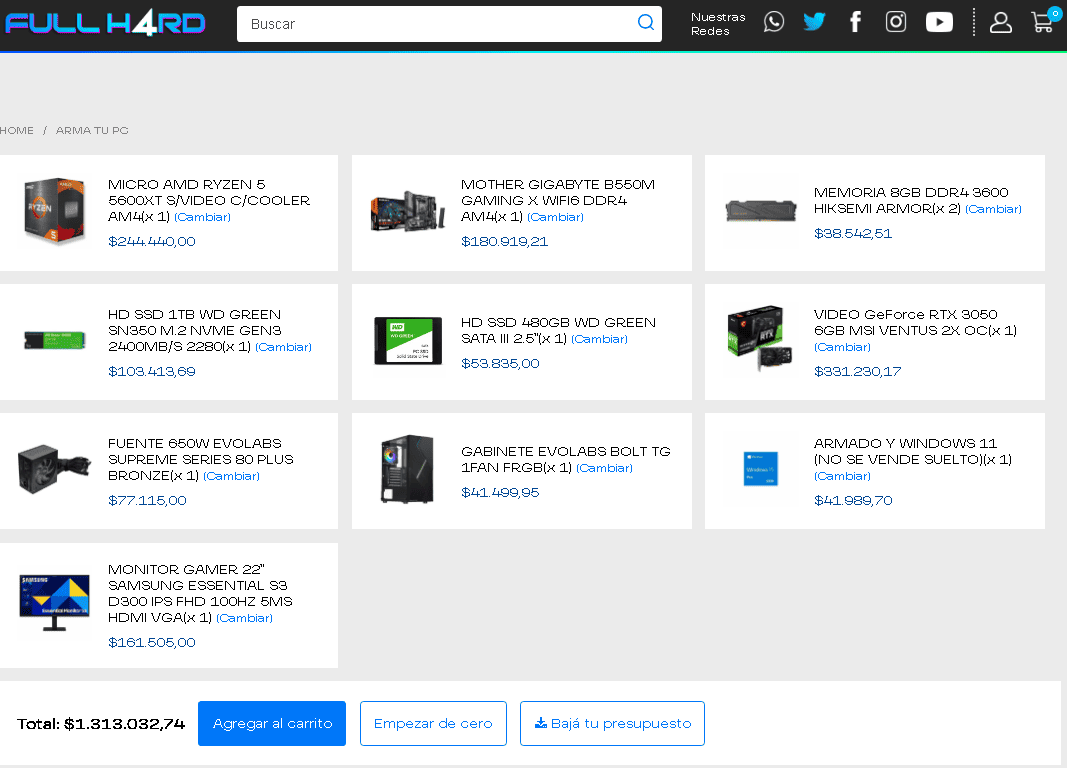 FULL H4RD
Buscar
Nuestras
Redes
0
HOME / ARMA TU PC
MICRO AMD RYZEN 5
5600XT S/VIDEO C/COOLER
AM4(x 1) (Cambiar)
$244.440,00
MOTHER GIGABYTE B550M
GAMING X WIFI6 DDR4
AM4(x 1) (Cambiar)
$180.919,21
MEMORIA 8GB DDR4 3600
HIKSEMI ARMOR(x 2) (Cambiar)
$38.542,51
HD SSD 1TB WD GREEN
SN350 M.2 NVME GEN3
2400MB/S 2280(x 1) (Cambiar)
$103.413,69
HD SSD 480GB WD GREEN
SATA III 2.5"(x 1) (Cambiar)
$53.835,00
VIDEO GeForce RTX 3050
6GB MSI VENTUS 2X OC(x 1)
(Cambiar)
$331.230,17
FUENTE 650W EVOLABS
SUPREME SERIES 80 PLUS
BRONZE(x 1) (Cambiar)
$77.115,00
GABINETE EVOLABS BOLT TG
1FAN FRGB(x 1) (Cambiar)
$41.499,95
ARMADO Y WINDOWS 11
(NO SE VENDE SUELTO)(x 1)
(Cambiar)
$41.989,70
MONITOR GAMER 22"
SAMSUNG ESSENTIAL S3
D300 IPS FHD 100HZ 5MS
HDMI VGA(x 1) (Cambiar)
$161.505,00
Total: $1.313.032,74
Agregar al carrito
Empezar de cero
Bajá tu presupuesto